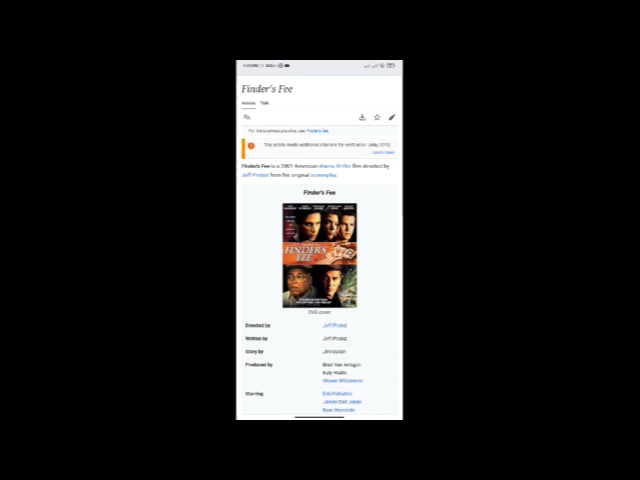 Finder's Fee
Article Talk
For the business practice, see Finder's fee.
This article needs additional citations for verification.
Learn more
Finder's Fee is a 2001 American drama thriller film directed by
Jeff Probst from his original screenplay.
Finder's Fee
FINDERS
FEE
DVD cover
Directed by Jeff Probst
Written by Jeff Probst
Story by
Produced by Brad Van Arragon
Katy Wallin
Shawn Williamson
Starring Erik Palladino
James Earl Jones
Ryan Reynolds